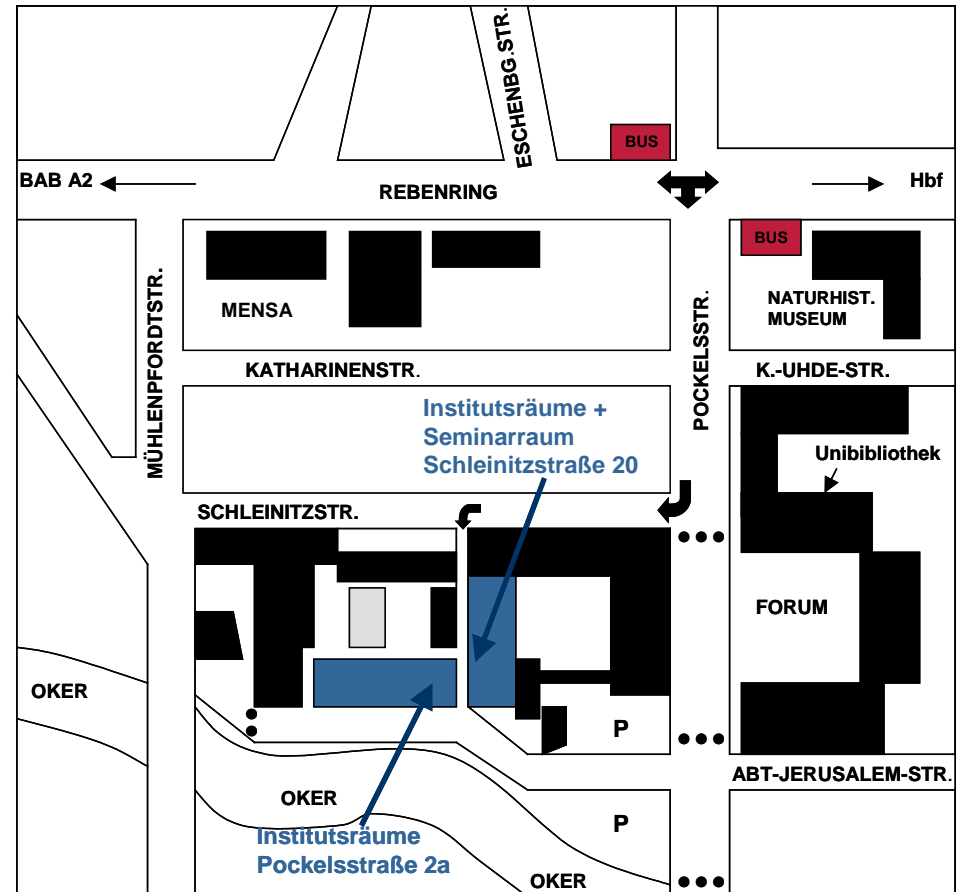 ESCHENBG.STR.
BUS
BAB A2
REBENRING
Hbf
BUS
MÜHLENPFORDTSTR.
MENSA
POCKELSSTR.
NATURHIST.
MUSEUM
KATHARINENSTR.
K.-UHDE-STR.
Institutsräume +
Seminarraum
Schleinitzstraße 20
Unibibliothek
SCHLEINITZSTR.
FORUM
OKER
P
ABT-JERUSALEM-STR.
OKER
P
Institutsräume
Pockelsstraße 2a
OKER